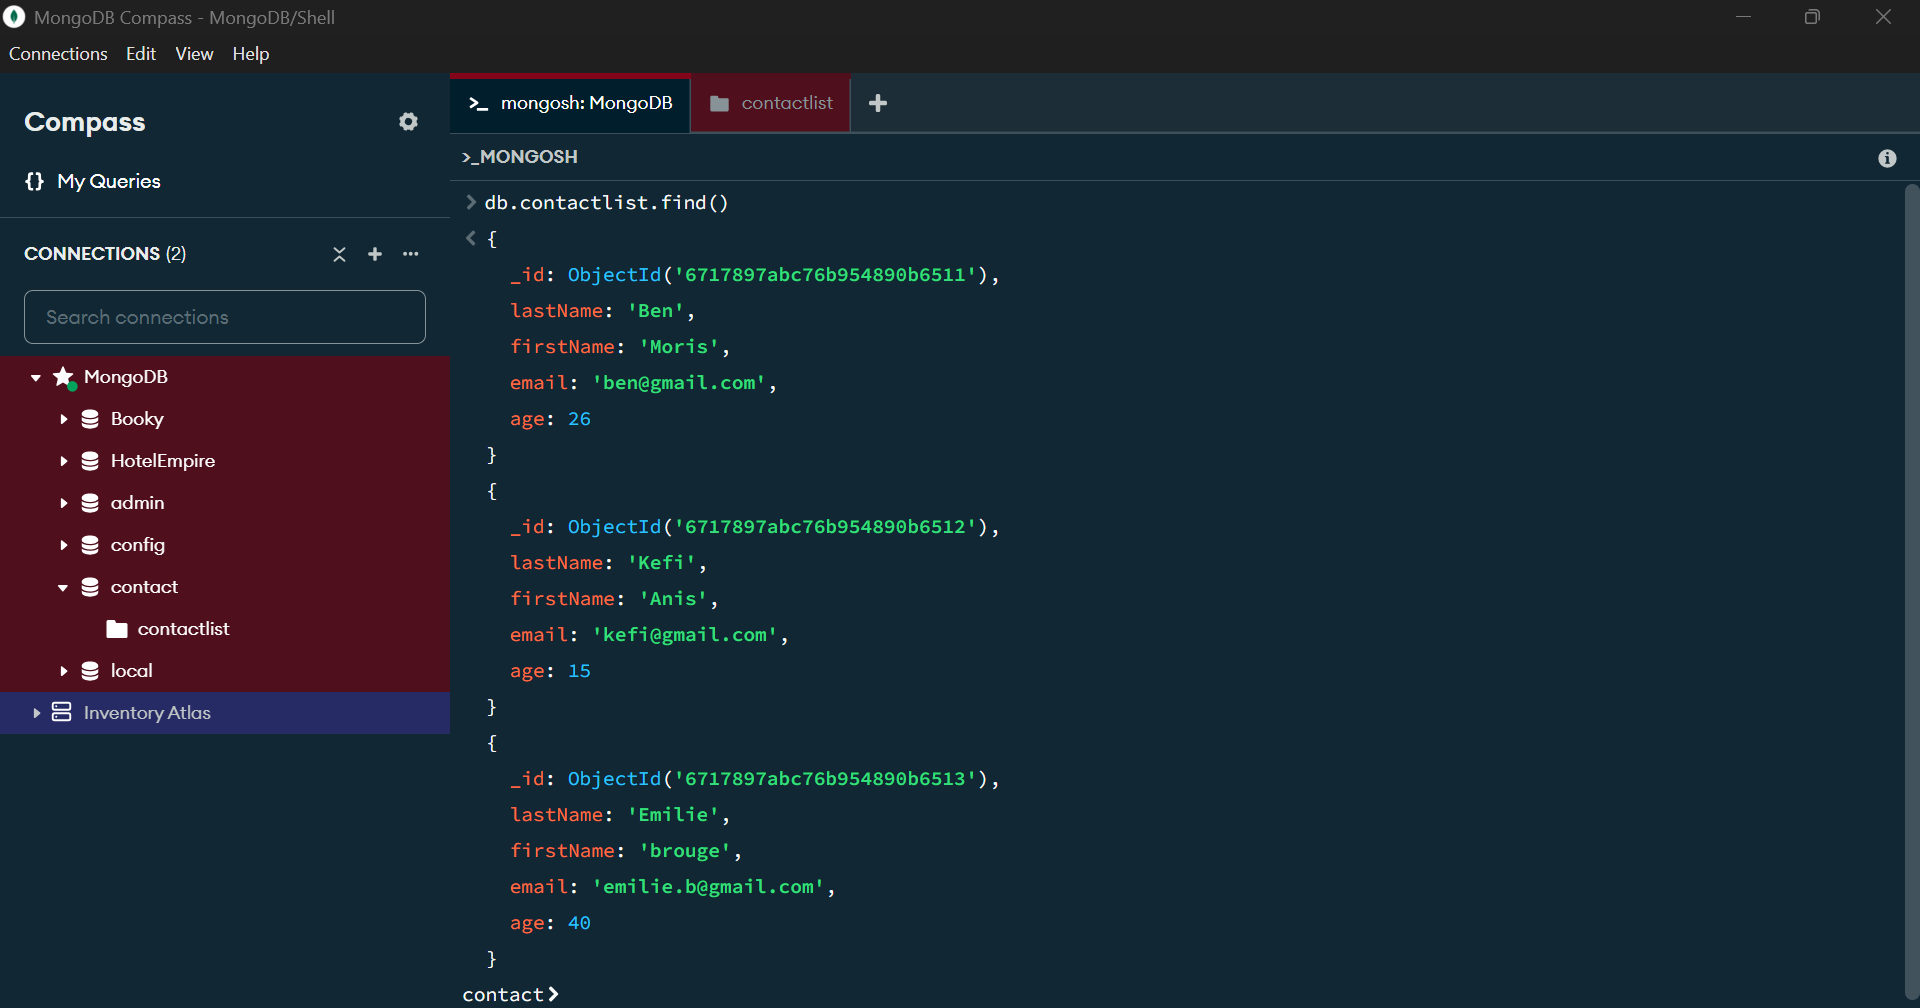 MongoDB Compass - MongoDB/Shell
Connections Edit View Help
Compass
{} My Queries
CONNECTIONS (2)
Search connections
MongoDB
Booky
HotelEmpire
admin
config
contact
contactlist
local
Inventory Atlas
>_ mongosh: MongoDB
contactlist
>_MONGOSH
> db.contactlist.find()
< {
_id: ObjectId('6717897abc76b954890b6511'),
lastName: 'Ben',
firstName: 'Moris',
email: 'ben@gmail.com',
age: 26
}
{
_id: ObjectId('6717897abc76b954890b6512'),
lastName: 'Kefi',
firstName: 'Anis',
email: 'kefi@gmail.com',
age: 15
}
{
_id: ObjectId('6717897abc76b954890b6513'),
lastName: 'Emilie',
firstName: 'brouge',
email: 'emilie.b@gmail.com',
age: 40
}
contact>